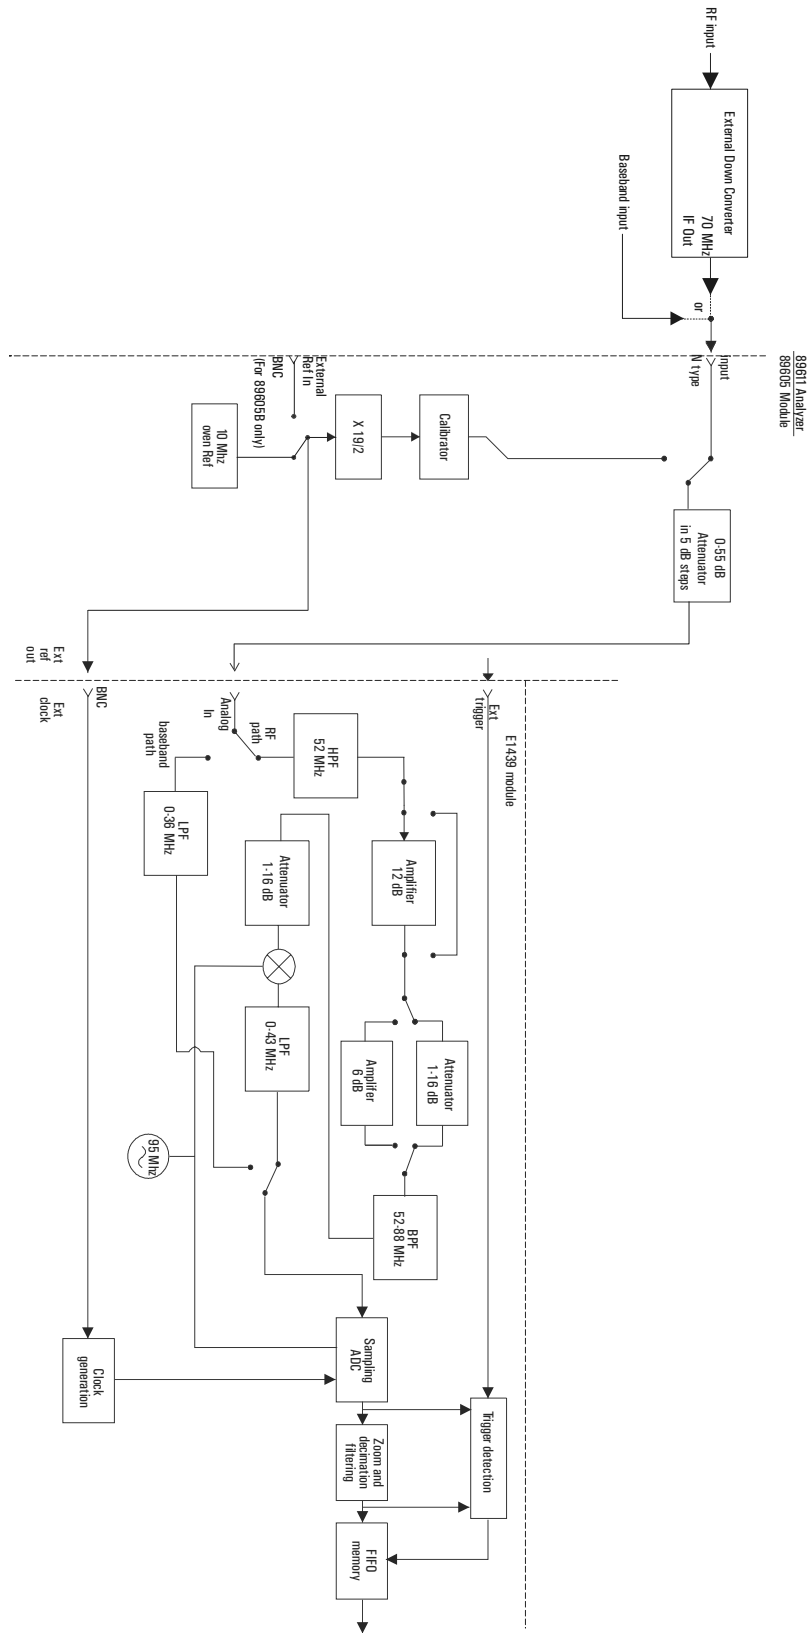 RF input
External Down Converter
70 MHz
IF Out
Baseband input
or
89611 Analyzer
89605 Module
input
N type
External
Ref In
BNC
(For 89605B only)
10 Mhz
oven Ref
X 19/2
Calibrator
0-55 dB
Attenuator
in 5 dB steps
Ext
ref
out
BNC
Ext
clock
Analog
In
Ext
trigger
E1439 module
RF
path
baseband
path
HPF
52 MHz
LPF
0-36 MHz
Amplifier
12 dB
Attenuator
1-16 dB
LPF
0-43 MHz
Attenuator
1-16 dB
Amplifer
6 dB
BPF
52-88 MHz
95 Mhz
Sampling
ADC
Clock
generation
Trigger detection
Zoom and
decimation
filtering
FIFO
memory